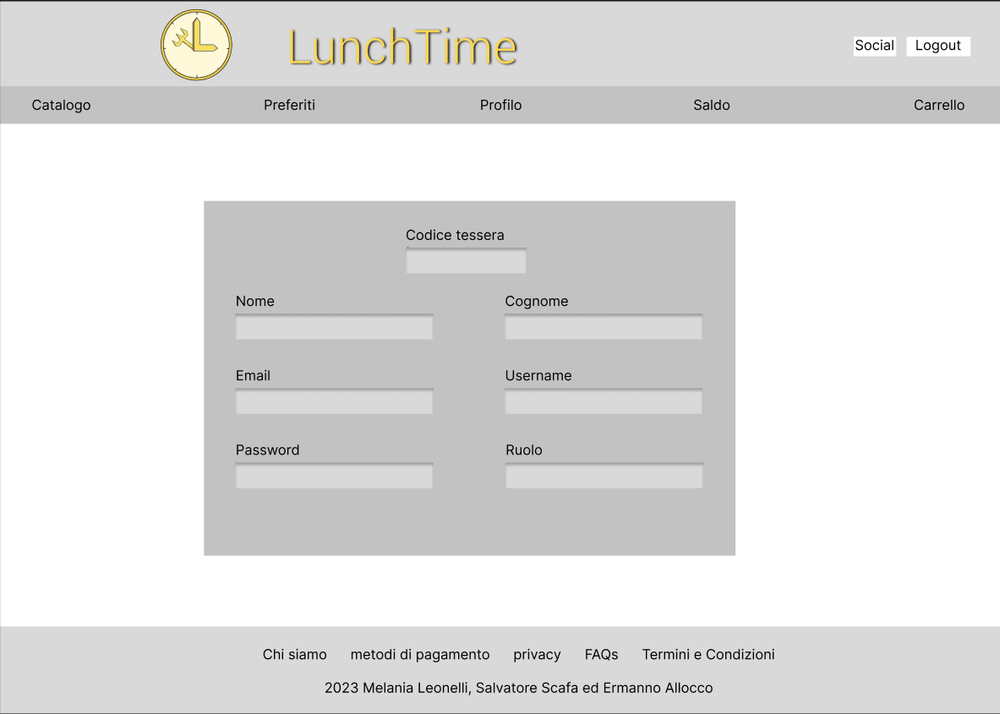 LunchTime
Social Logout
Catalogo Preferiti Profilo Saldo Carrello
Codice tessera
Nome Cognome
Email Username
Password Ruolo
Chi siamo metodi di pagamento privacy FAQs Termini e Condizioni
2023 Melania Leonelli, Salvatore Scafa ed Ermanno Allocco